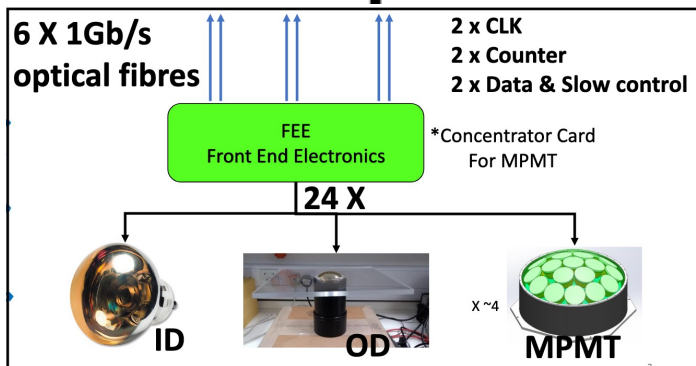 6 X 1Gb/s
optical fibres
2 x CLK
2 x Counter
2 x Data & Slow control
FEE
Front End Electronics
*Concentrator Card
For MPMT
24 X
ID
OD
X ~4
MPMT